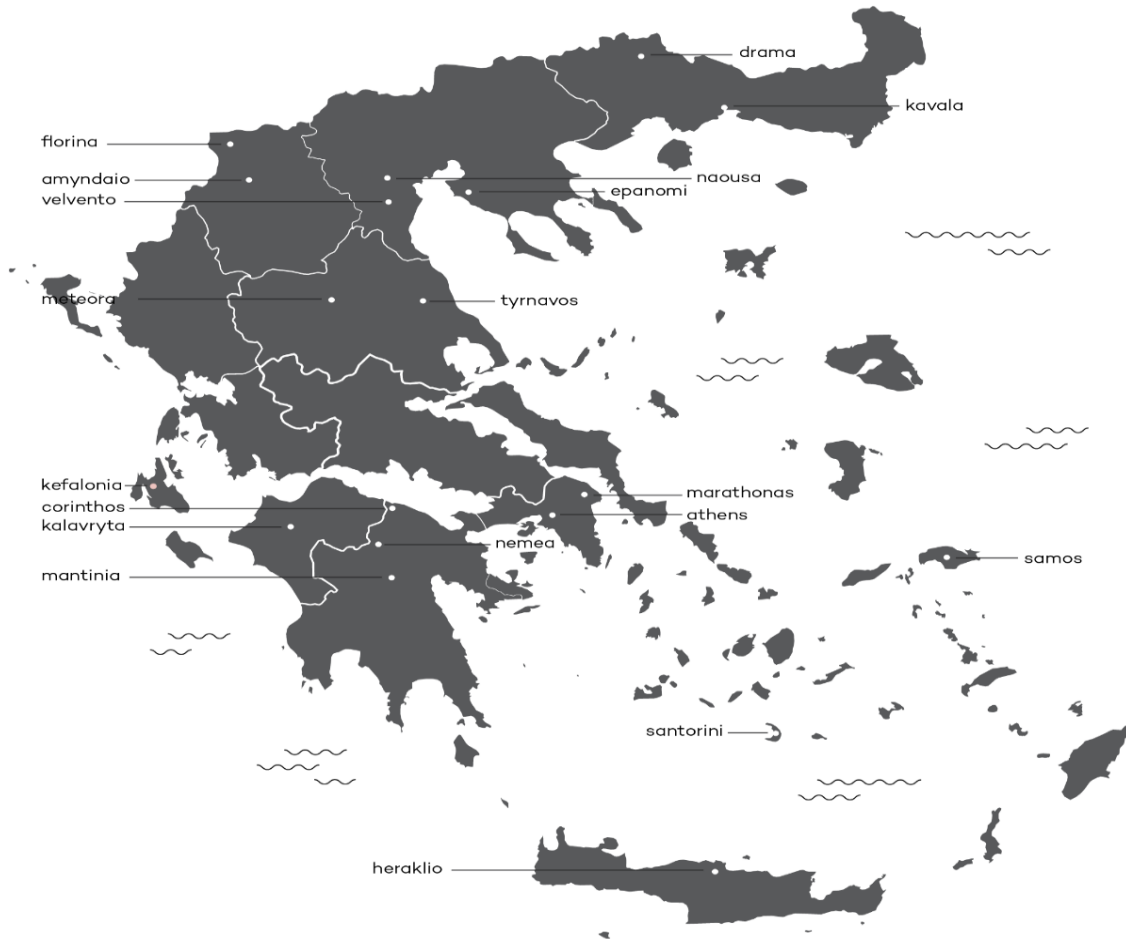 drama
kavala
florina
amyndaio
naousa
velvento
epanomi
meteora
tyrnavos
kefalonia
marathonas
corinthos
athens
kalavryta
nemea
samos
mantinia
santorini
heraklio